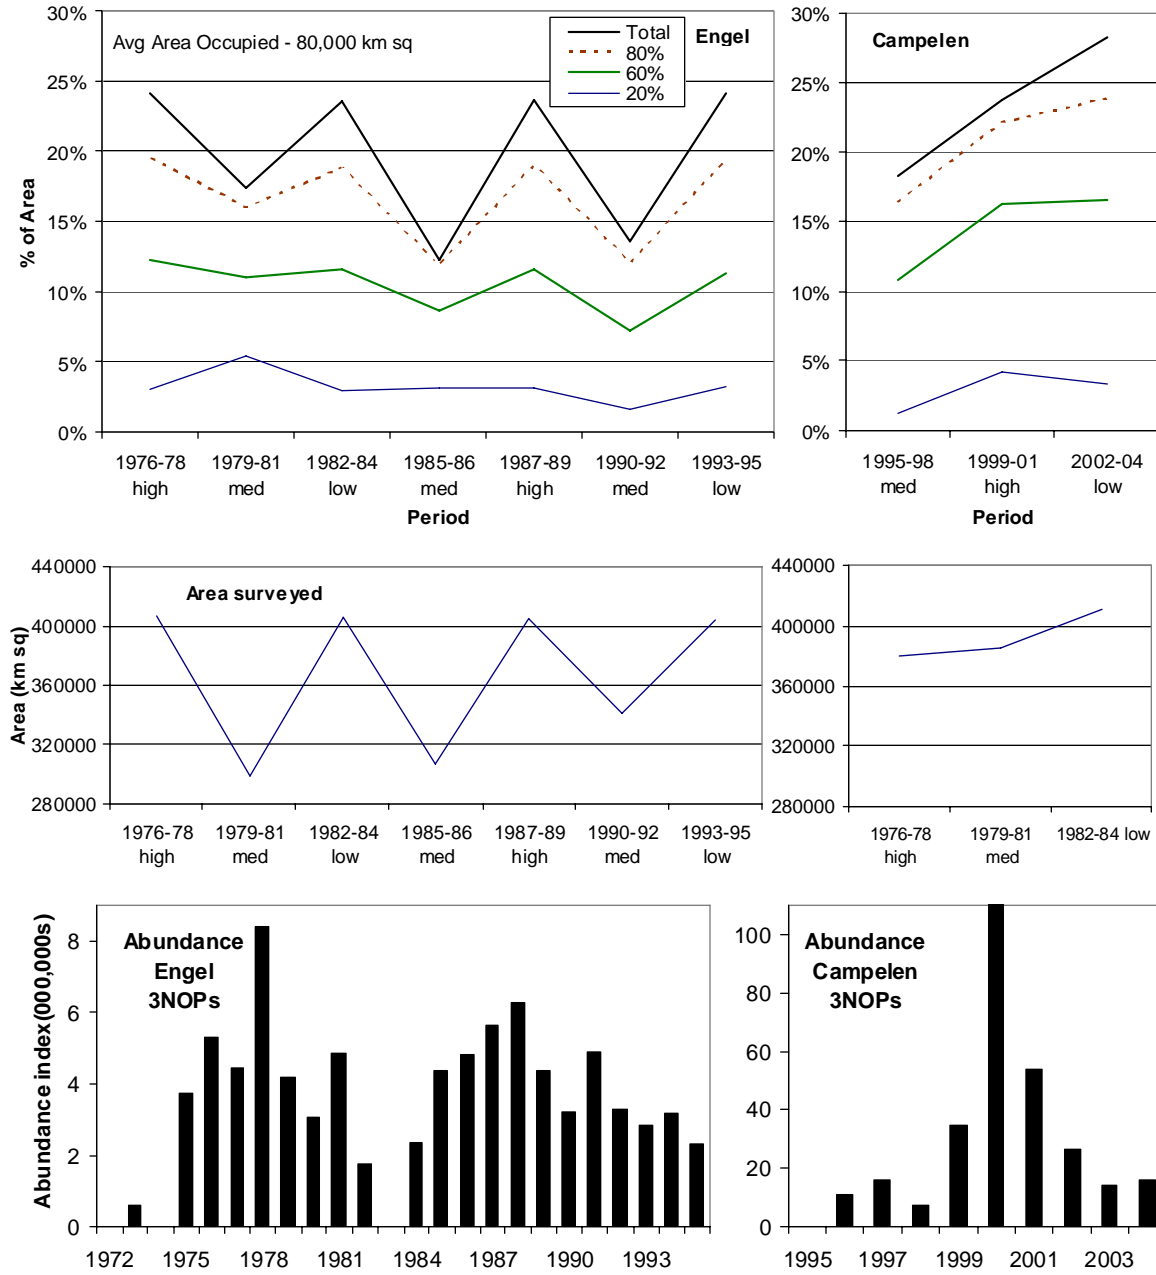 Avg Area Occupied - 80,000 km sq
Total
80%
60%
20%
Engel
% of Area
30%
25%
20%
15%
10%
5%
0%
1976-78 1979-81 1982-84 1985-86 1987-89 1990-92 1993-95
high med low med high med low
Period
Campelen
30%
25%
20%
15%
10%
5%
0%
1995-98 1999-01 2002-04
med high low
Period
Area surveyed
Area (km sq)
440000
400000
360000
320000
280000
1976-78 1979-81 1982-84 1985-86 1987-89 1990-92 1993-95
high med low med high med low
440000
400000
360000
320000
280000
1976-78 1979-81 1982-84 low
high med
Abundance
Engel
3NOPs
Abundance index(000,000s)
8
6
4
2
0
1972 1975 1978 1981 1984 1987 1990 1993
Abundance
Campelen
3NOPs
100
80
60
40
20
0
1995 1997 1999 2001 2003